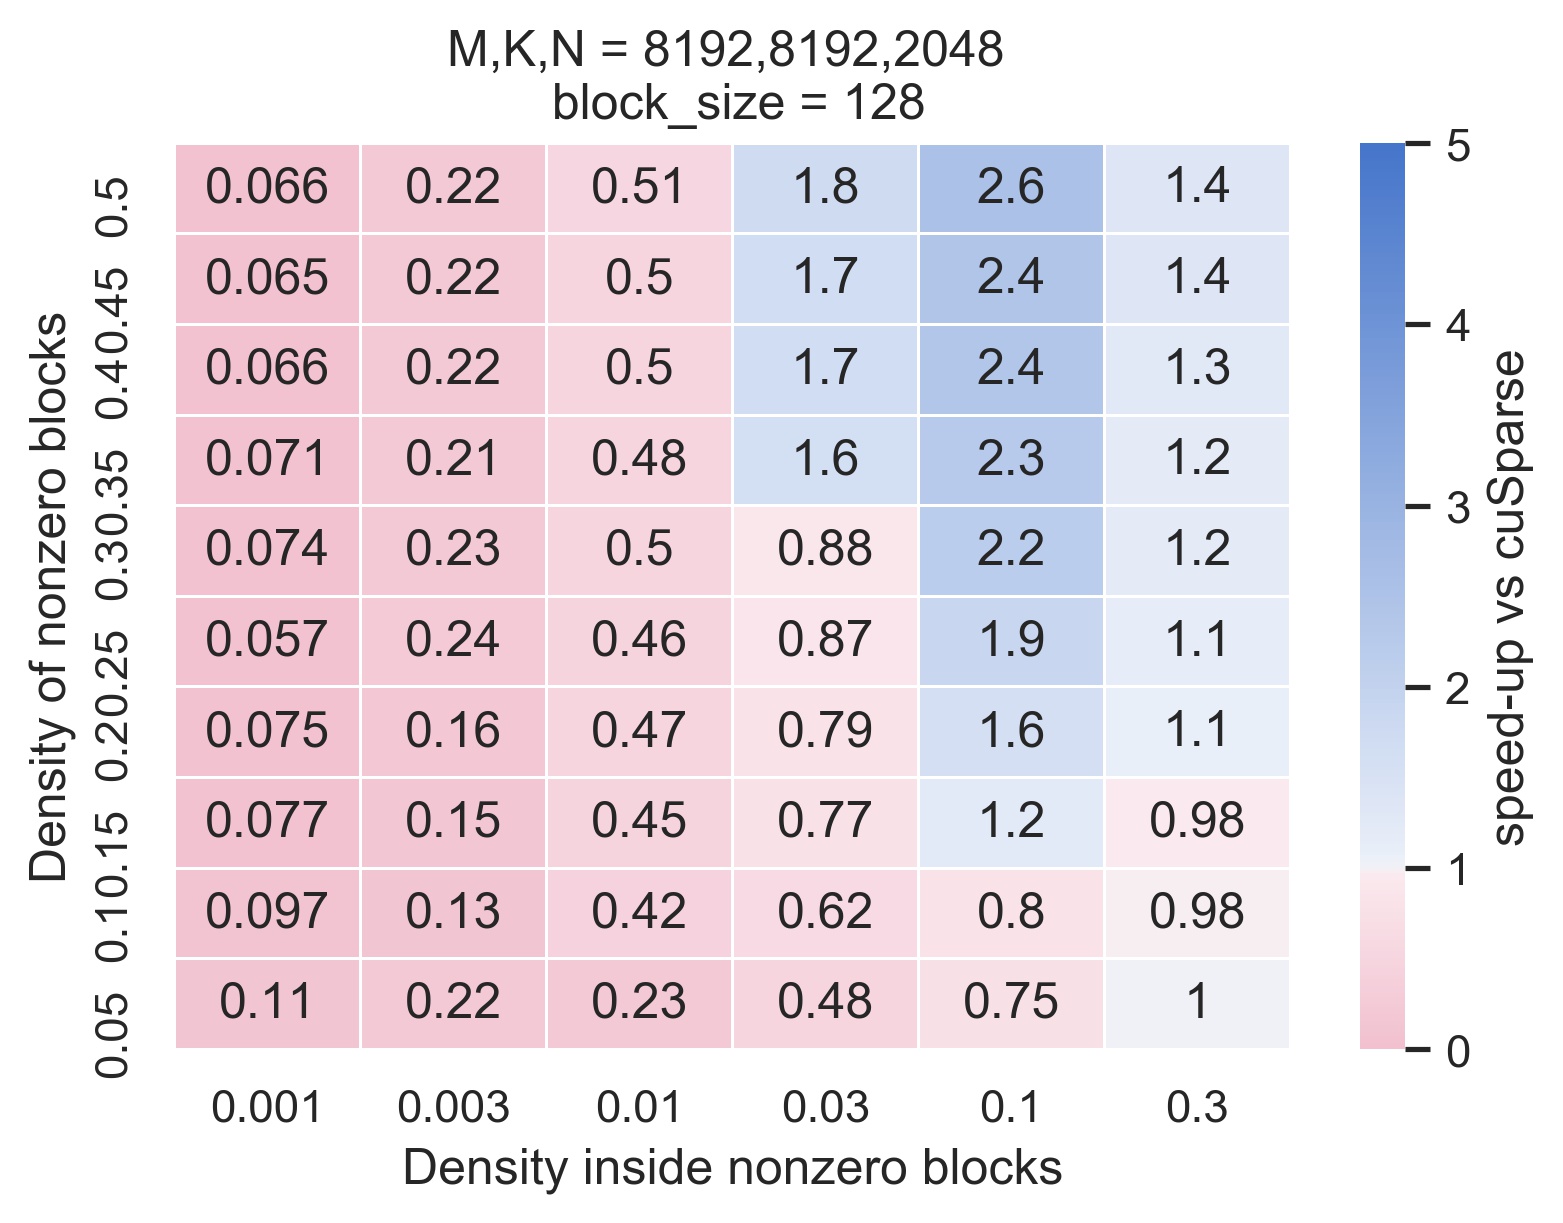 M,K,N = 8192,8192,2048
block_size = 128
Density of nonzero blocks
0.5 0.066 0.22 0.51 1.8 2.6 1.4
0.45 0.065 0.22 0.5 1.7 2.4 1.4
0.4 0.066 0.22 0.5 1.7 2.4 1.3
0.35 0.071 0.21 0.48 1.6 2.3 1.2
0.3 0.074 0.23 0.5 0.88 2.2 1.2
0.25 0.057 0.24 0.46 0.87 1.9 1.1
0.2 0.075 0.16 0.47 0.79 1.6 1.1
0.15 0.077 0.15 0.45 0.77 1.2 0.98
0.1 0.097 0.13 0.42 0.62 0.8 0.98
0.05 0.11 0.22 0.23 0.48 0.75 1
0.001 0.003 0.01 0.03 0.1 0.3
Density inside nonzero blocks
5
4
3
2
1
0
speed-up vs cuSparse